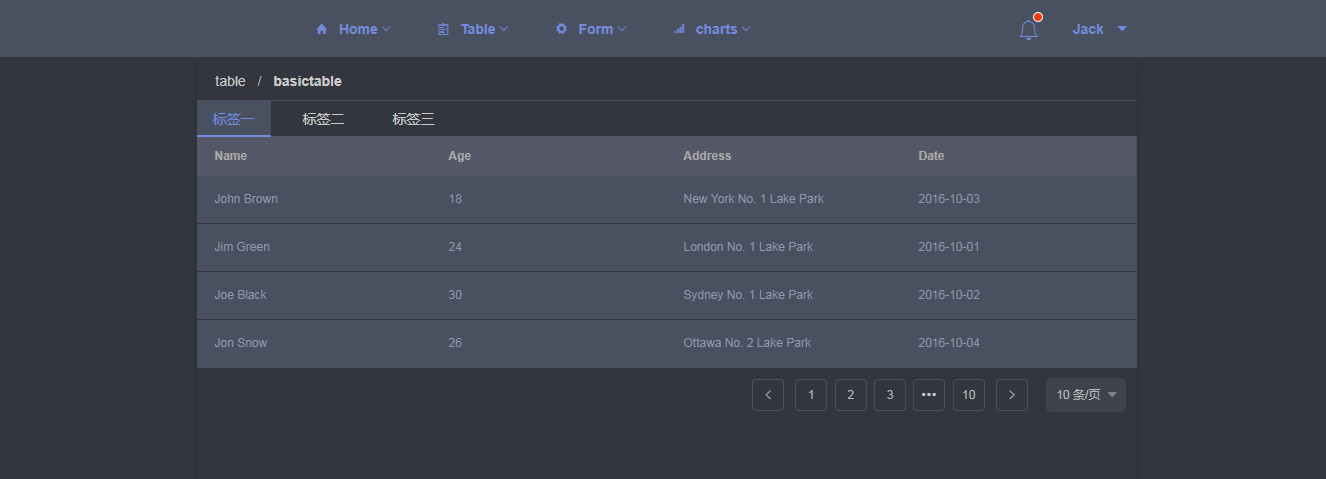 Home Table Form charts Jack
table / basictable
标签一 标签二 标签三
Name Age Address Date
John Brown 18 New York No. 1 Lake Park 2016-10-03
Jim Green 24 London No. 1 Lake Park 2016-10-01
Joe Black 30 Sydney No. 1 Lake Park 2016-10-02
Jon Snow 26 Ottawa No. 2 Lake Park 2016-10-04
1 2 3 ••• 10 10 条/页